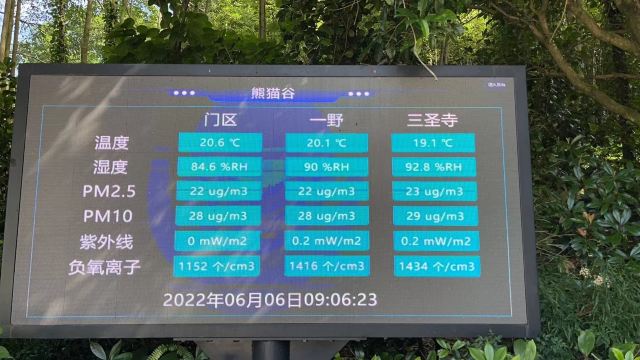 熊猫谷
门区 一野 三圣寺
温度 20.6 ℃ 20.1 ℃ 19.1 ℃
湿度 84.6 %RH 90 %RH 92.8 %RH
PM2.5 22 ug/m3 22 ug/m3 23 ug/m3
PM10 28 ug/m3 28 ug/m3 29 ug/m3
紫外线 0 mW/m2 0.2 mW/m2 0.2 mW/m2
负氧离子 1152 个/cm3 1416 个/cm3 1434 个/cm3
2022年06月06日09:06:23